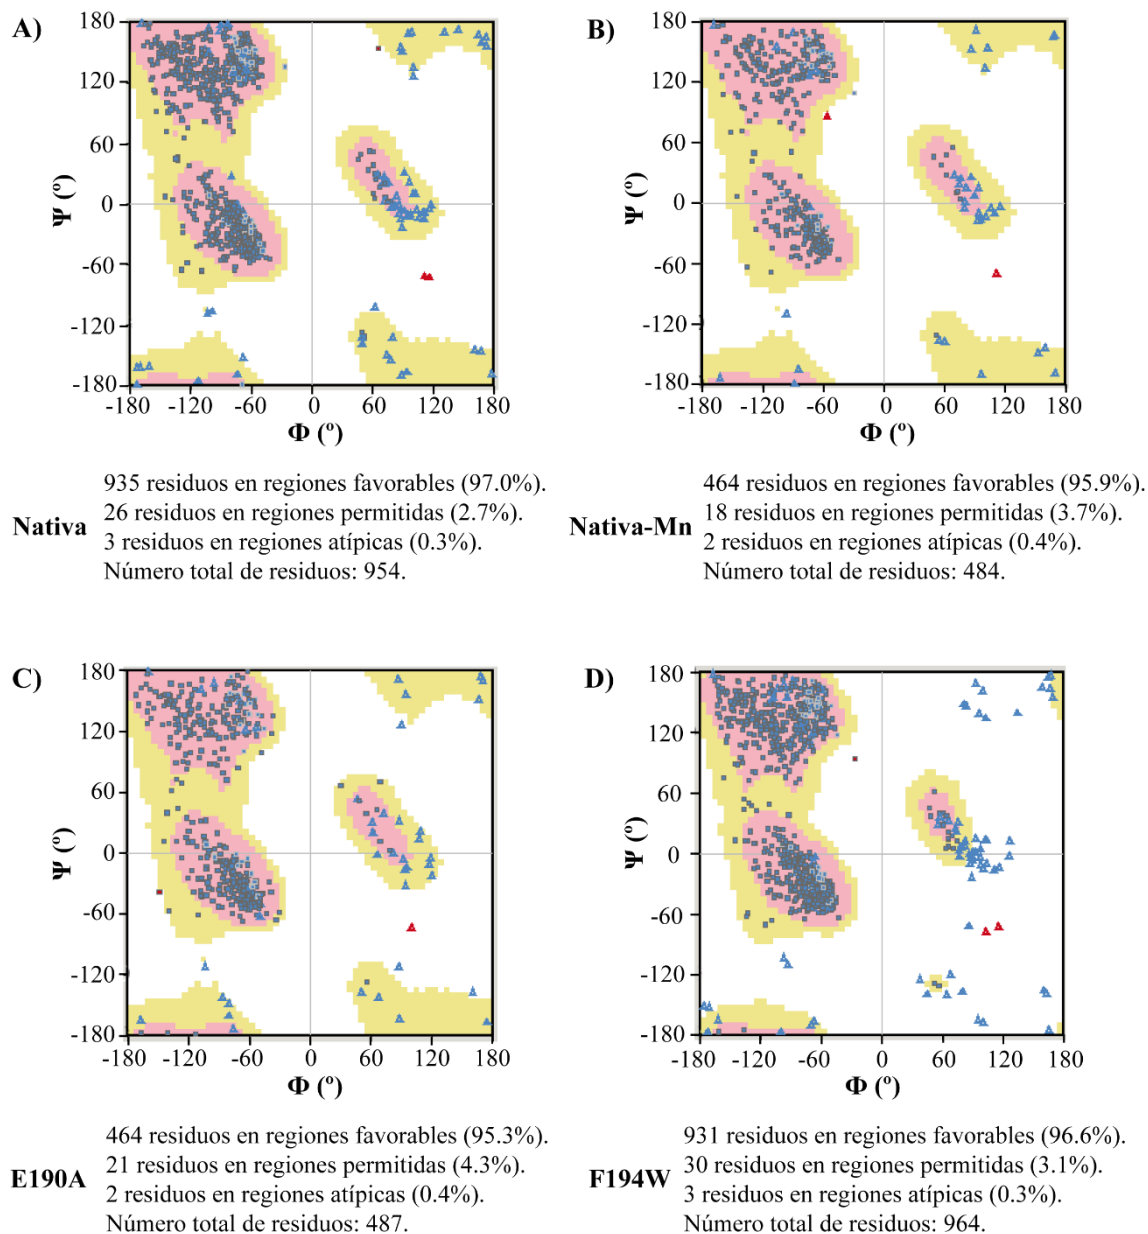 A)
180
120
60
0
-60
-120
-180
Ψ (º)
-180 -120 -60 0 60 120 180
Φ (º)
Nativa
935 residuos en regiones favorables (97.0%).
26 residuos en regiones permitidas (2.7%).
3 residuos en regiones atípicas (0.3%).
Número total de residuos: 954.
B)
180
120
60
0
-60
-120
-180
Ψ (º)
-180 -120 -60 0 60 120 180
Φ (º)
Nativa-Mn
464 residuos en regiones favorables (95.9%).
18 residuos en regiones permitidas (3.7%).
2 residuos en regiones atípicas (0.4%).
Número total de residuos: 484.
C)
180
120
60
0
-60
-120
-180
Ψ (º)
-180 -120 -60 0 60 120 180
Φ (º)
E190A
464 residuos en regiones favorables (95.3%).
21 residuos en regiones permitidas (4.3%).
2 residuos en regiones atípicas (0.4%).
Número total de residuos: 487.
D)
180
120
60
0
-60
-120
-180
Ψ (º)
-180 -120 -60 0 60 120 180
Φ (º)
F194W
931 residuos en regiones favorables (96.6%).
30 residuos en regiones permitidas (3.1%).
3 residuos en regiones atípicas (0.3%).
Número total de residuos: 964.